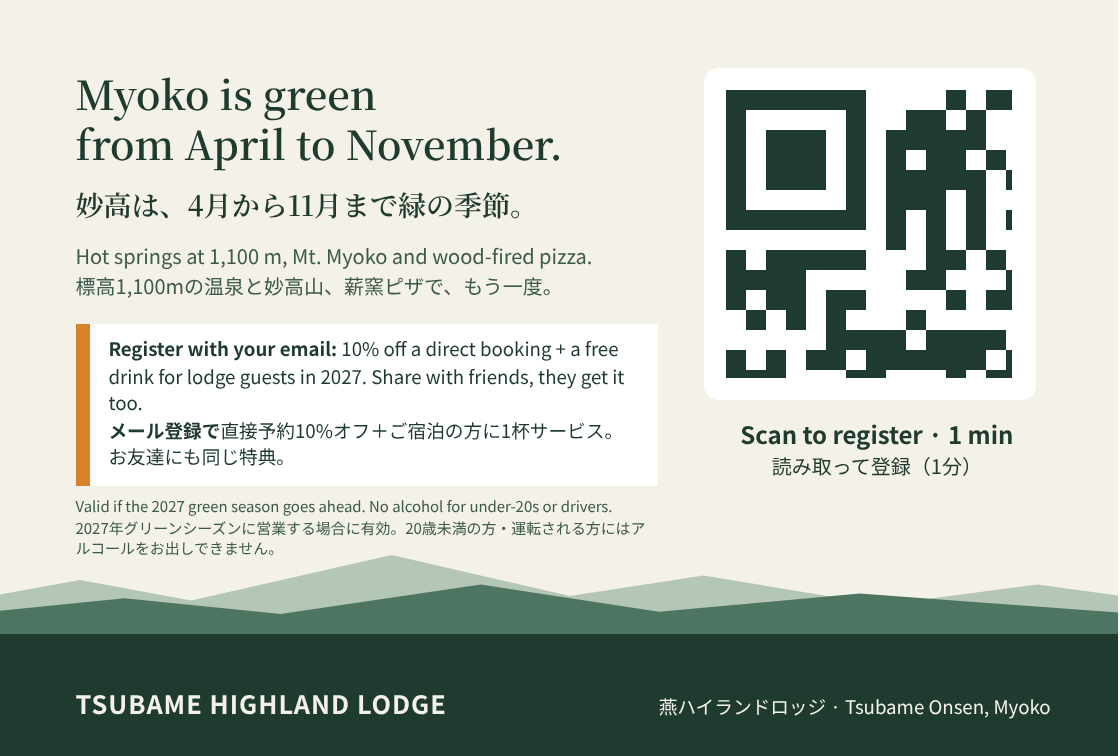 Myoko is green
from April to November.
妙高は、4月から11月まで緑の季節。
Hot springs at 1,100 m, Mt. Myoko and wood-fired pizza.
標高1,100mの温泉と妙高山、薪窯ピザで、もう一度。
Register with your email: 10% off a direct booking + a free
drink for lodge guests in 2027. Share with friends, they get it
too.
メール登録で直接予約10%オフ＋ご宿泊の方に1杯サービス。
お友達にも同じ特典。
Valid if the 2027 green season goes ahead. No alcohol for under-20s or drivers.
2027年グリーンシーズンに営業する場合に有効。20歳未満の方・運転される方にはア
ルコールをお出しできません。
Scan to register · 1 min
読み取って登録（1分）
TSUBAME HIGHLAND LODGE
燕ハイランドロッジ · Tsubame Onsen, Myoko